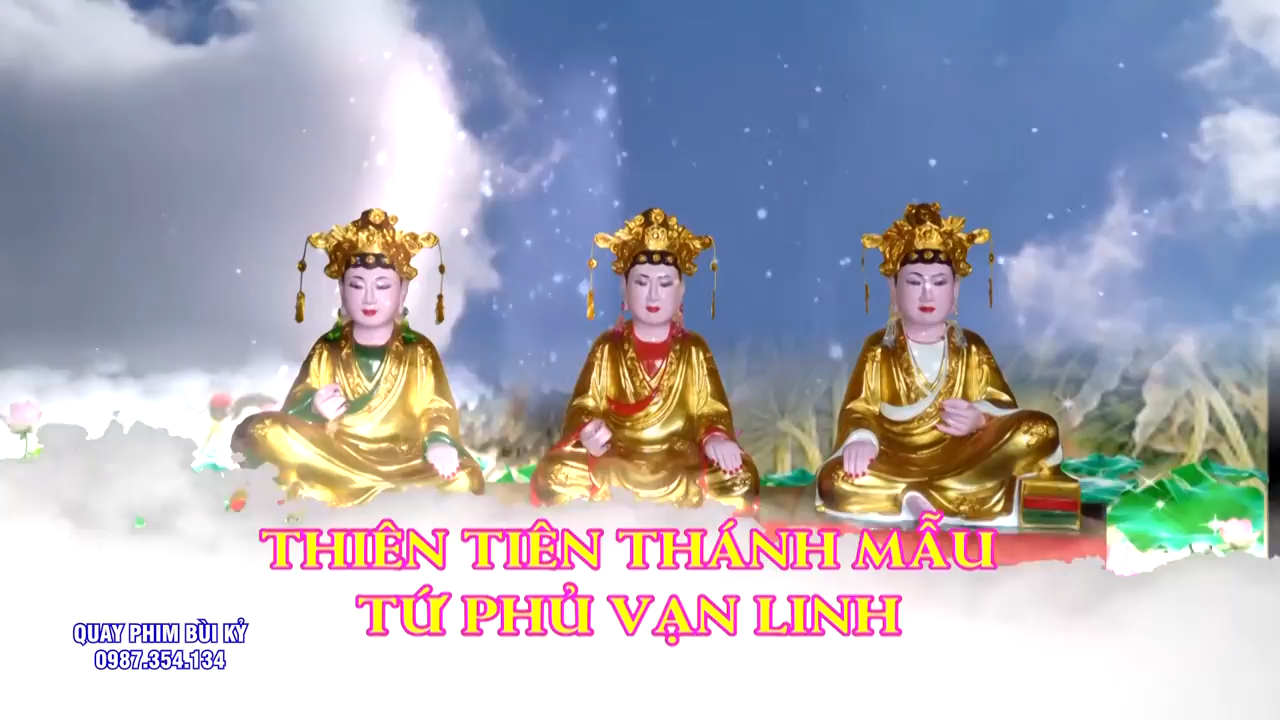 THIÊN TIÊN THÁNH MẪU
TỨ PHỦ VẠN LINH
QUAY PHIM BÙI KỶ
0987.354.134